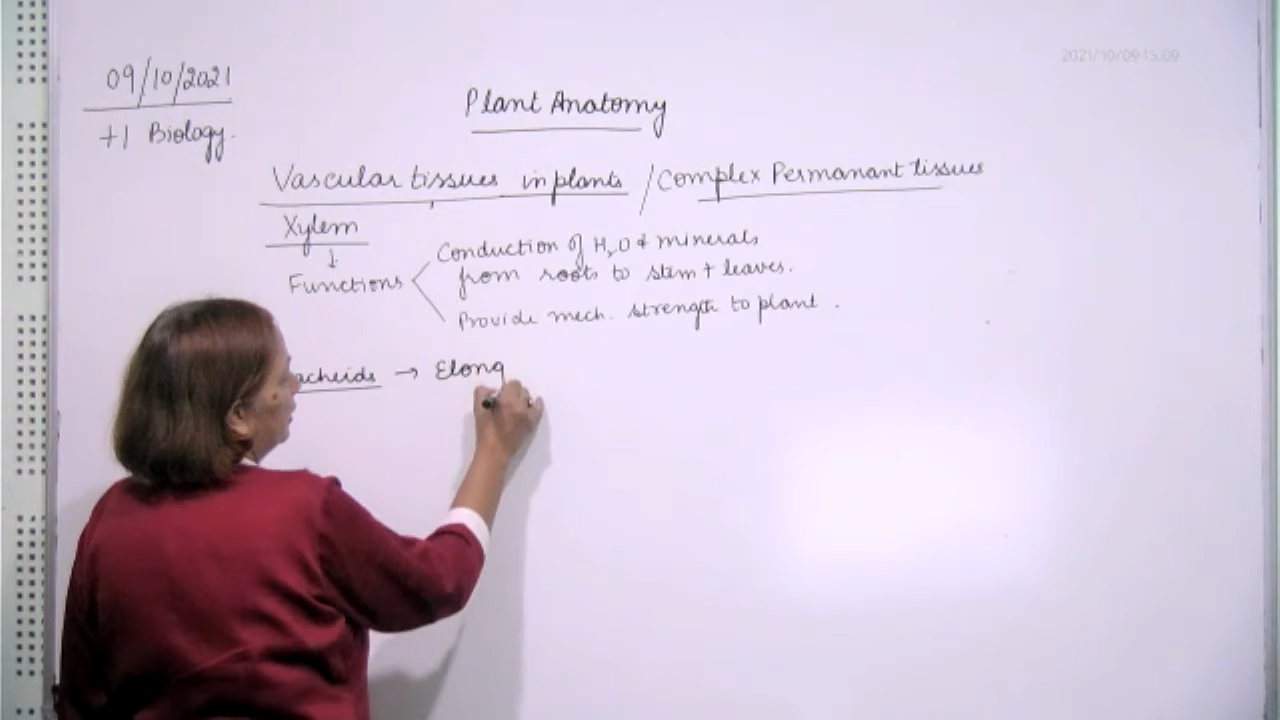 2021/10/09 15:09
09/10/2021
+1 Biology.
Plant Anatomy
Vascular tissues in plants / Complex Permanant tissues
Xylem
↓
Functions
Conduction of H₂O & minerals
from roots to stem + leaves.
Provide mech. strength to plant.
acheids → Elong